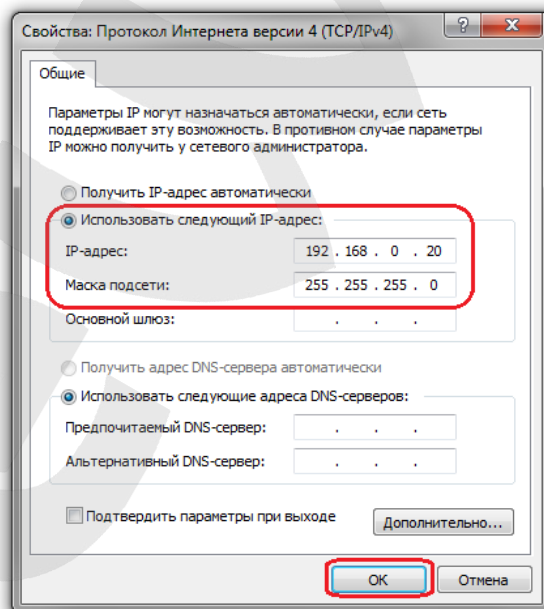 Свойства: Протокол Интернета версии 4 (TCP/IPv4)
Общие
Параметры IP могут назначаться автоматически, если сеть
поддерживает эту возможность. В противном случае параметры
IP можно получить у сетевого администратора.
Получить IP-адрес автоматически
Использовать следующий IP-адрес:
IP-адрес: 192 . 168 . 0 . 20
Маска подсети: 255 . 255 . 255 . 0
Основной шлюз: . . .
Получить адрес DNS-сервера автоматически
Использовать следующие адреса DNS-серверов:
Предпочитаемый DNS-сервер: . . .
Альтернативный DNS-сервер: . . .
Подтвердить параметры при выходе
Дополнительно...
ОК Отмена